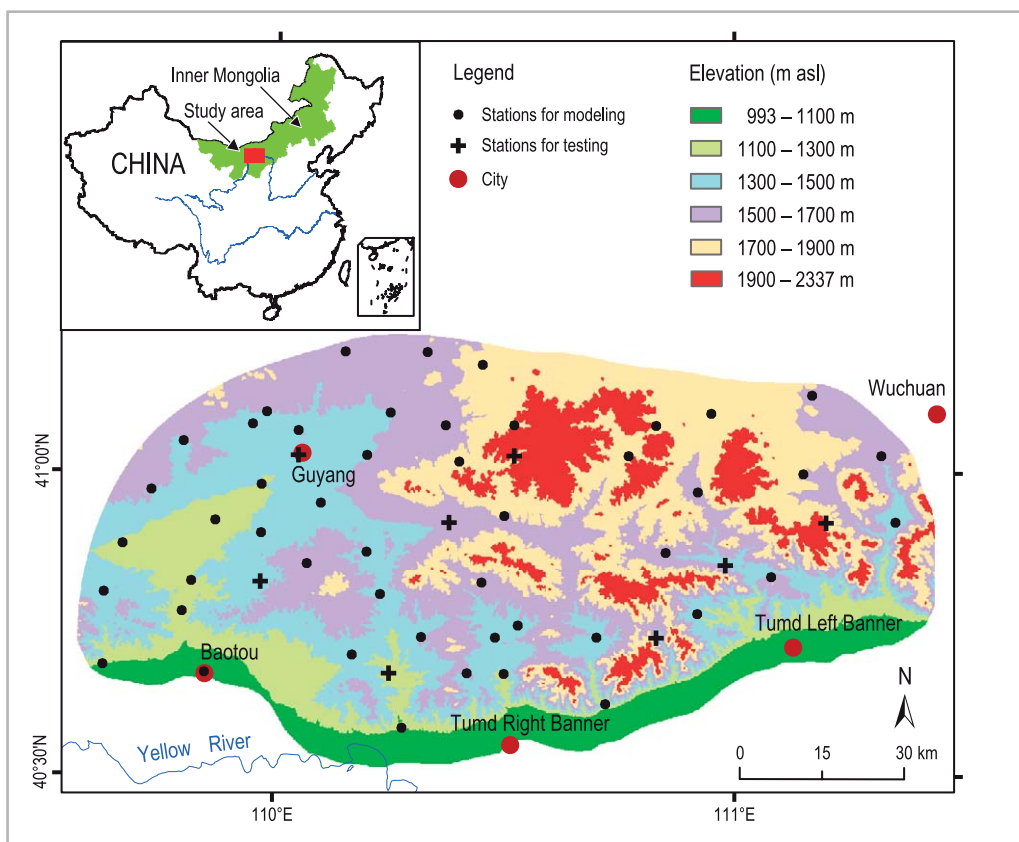 Inner Mongolia
Study area
CHINA
Legend
Stations for modeling
Stations for testing
City
Elevation (m asl)
993 – 1100 m
1100 – 1300 m
1300 – 1500 m
1500 – 1700 m
1700 – 1900 m
1900 – 2337 m
Wuchuan
41°00'N
Guyang
Baotou
Tumd Left Banner
Tumd Right Banner
N
Yellow River
0 15 30 km
40°30'N
110°E
111°E